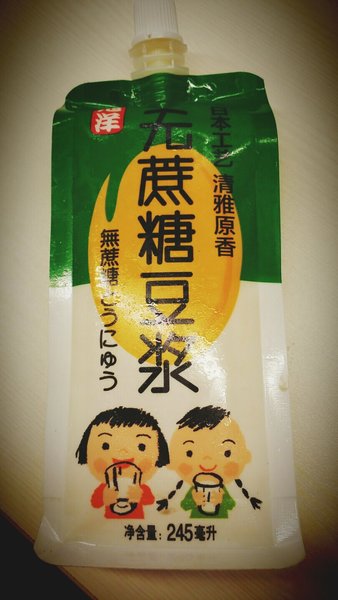 洋
无蔗糖豆浆
日本工艺 清雅原香
無蔗糖とうにゅう
净含量: 245毫升